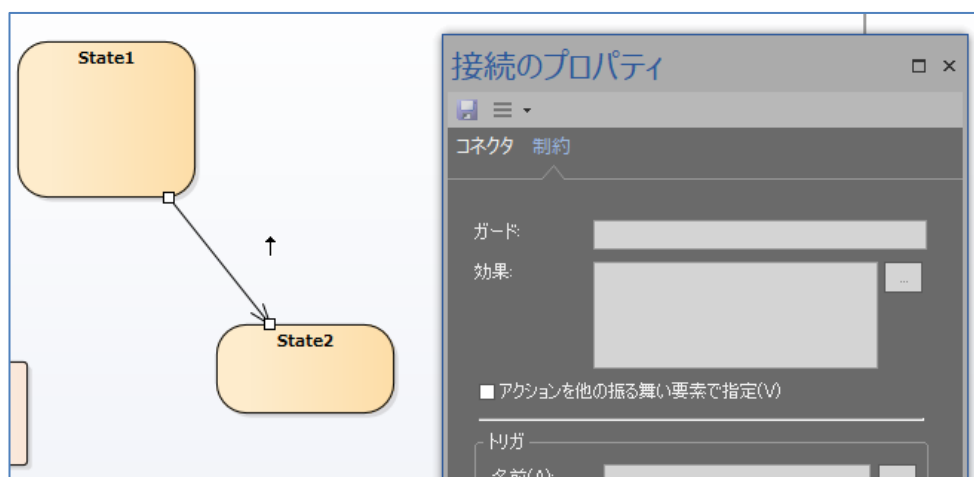 State1
State2
接続のプロパティ
コネクタ 制約
ガード:
効果:
...
アクションを他の振る舞い要素で指定(V)
トリガ
名前(A):